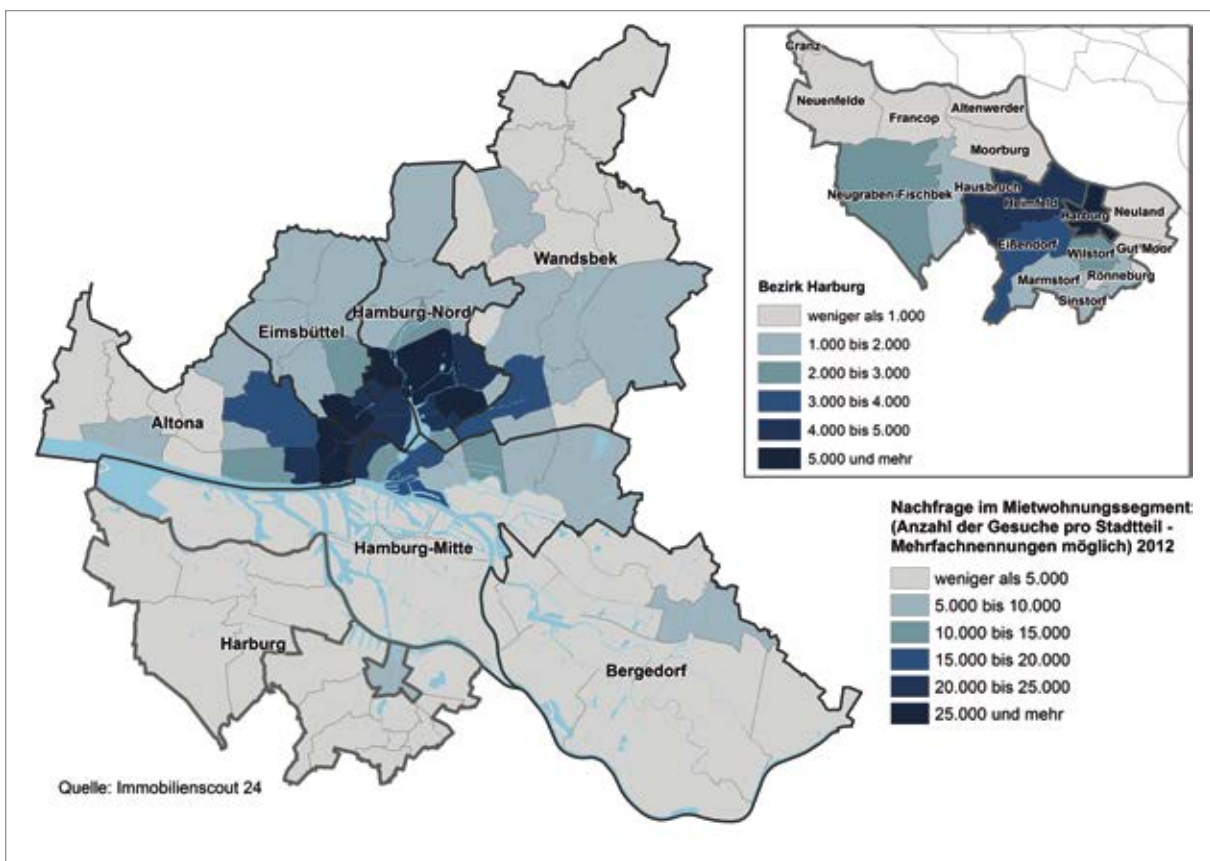 Wandsbek
Hamburg-Nord
Eimsbüttel
Altona
Hamburg-Mitte
Harburg
Bergedorf
Quelle: Immobilienscout 24
Cranz
Neuenfelde
Francop
Altenwerder
Moorburg
Neugraben-Fischbek
Hausbruch
Heimfeld
Harburg
Neuland
Eißendorf
Wilstorf
Gut Moor
Marmstorf
Rönneburg
Sinstorf
Bezirk Harburg
weniger als 1.000
1.000 bis 2.000
2.000 bis 3.000
3.000 bis 4.000
4.000 bis 5.000
5.000 und mehr
Nachfrage im Mietwohnungssegment
(Anzahl der Gesuche pro Stadtteil -
Mehrfachnennungen möglich) 2012
weniger als 5.000
5.000 bis 10.000
10.000 bis 15.000
15.000 bis 20.000
20.000 bis 25.000
25.000 und mehr